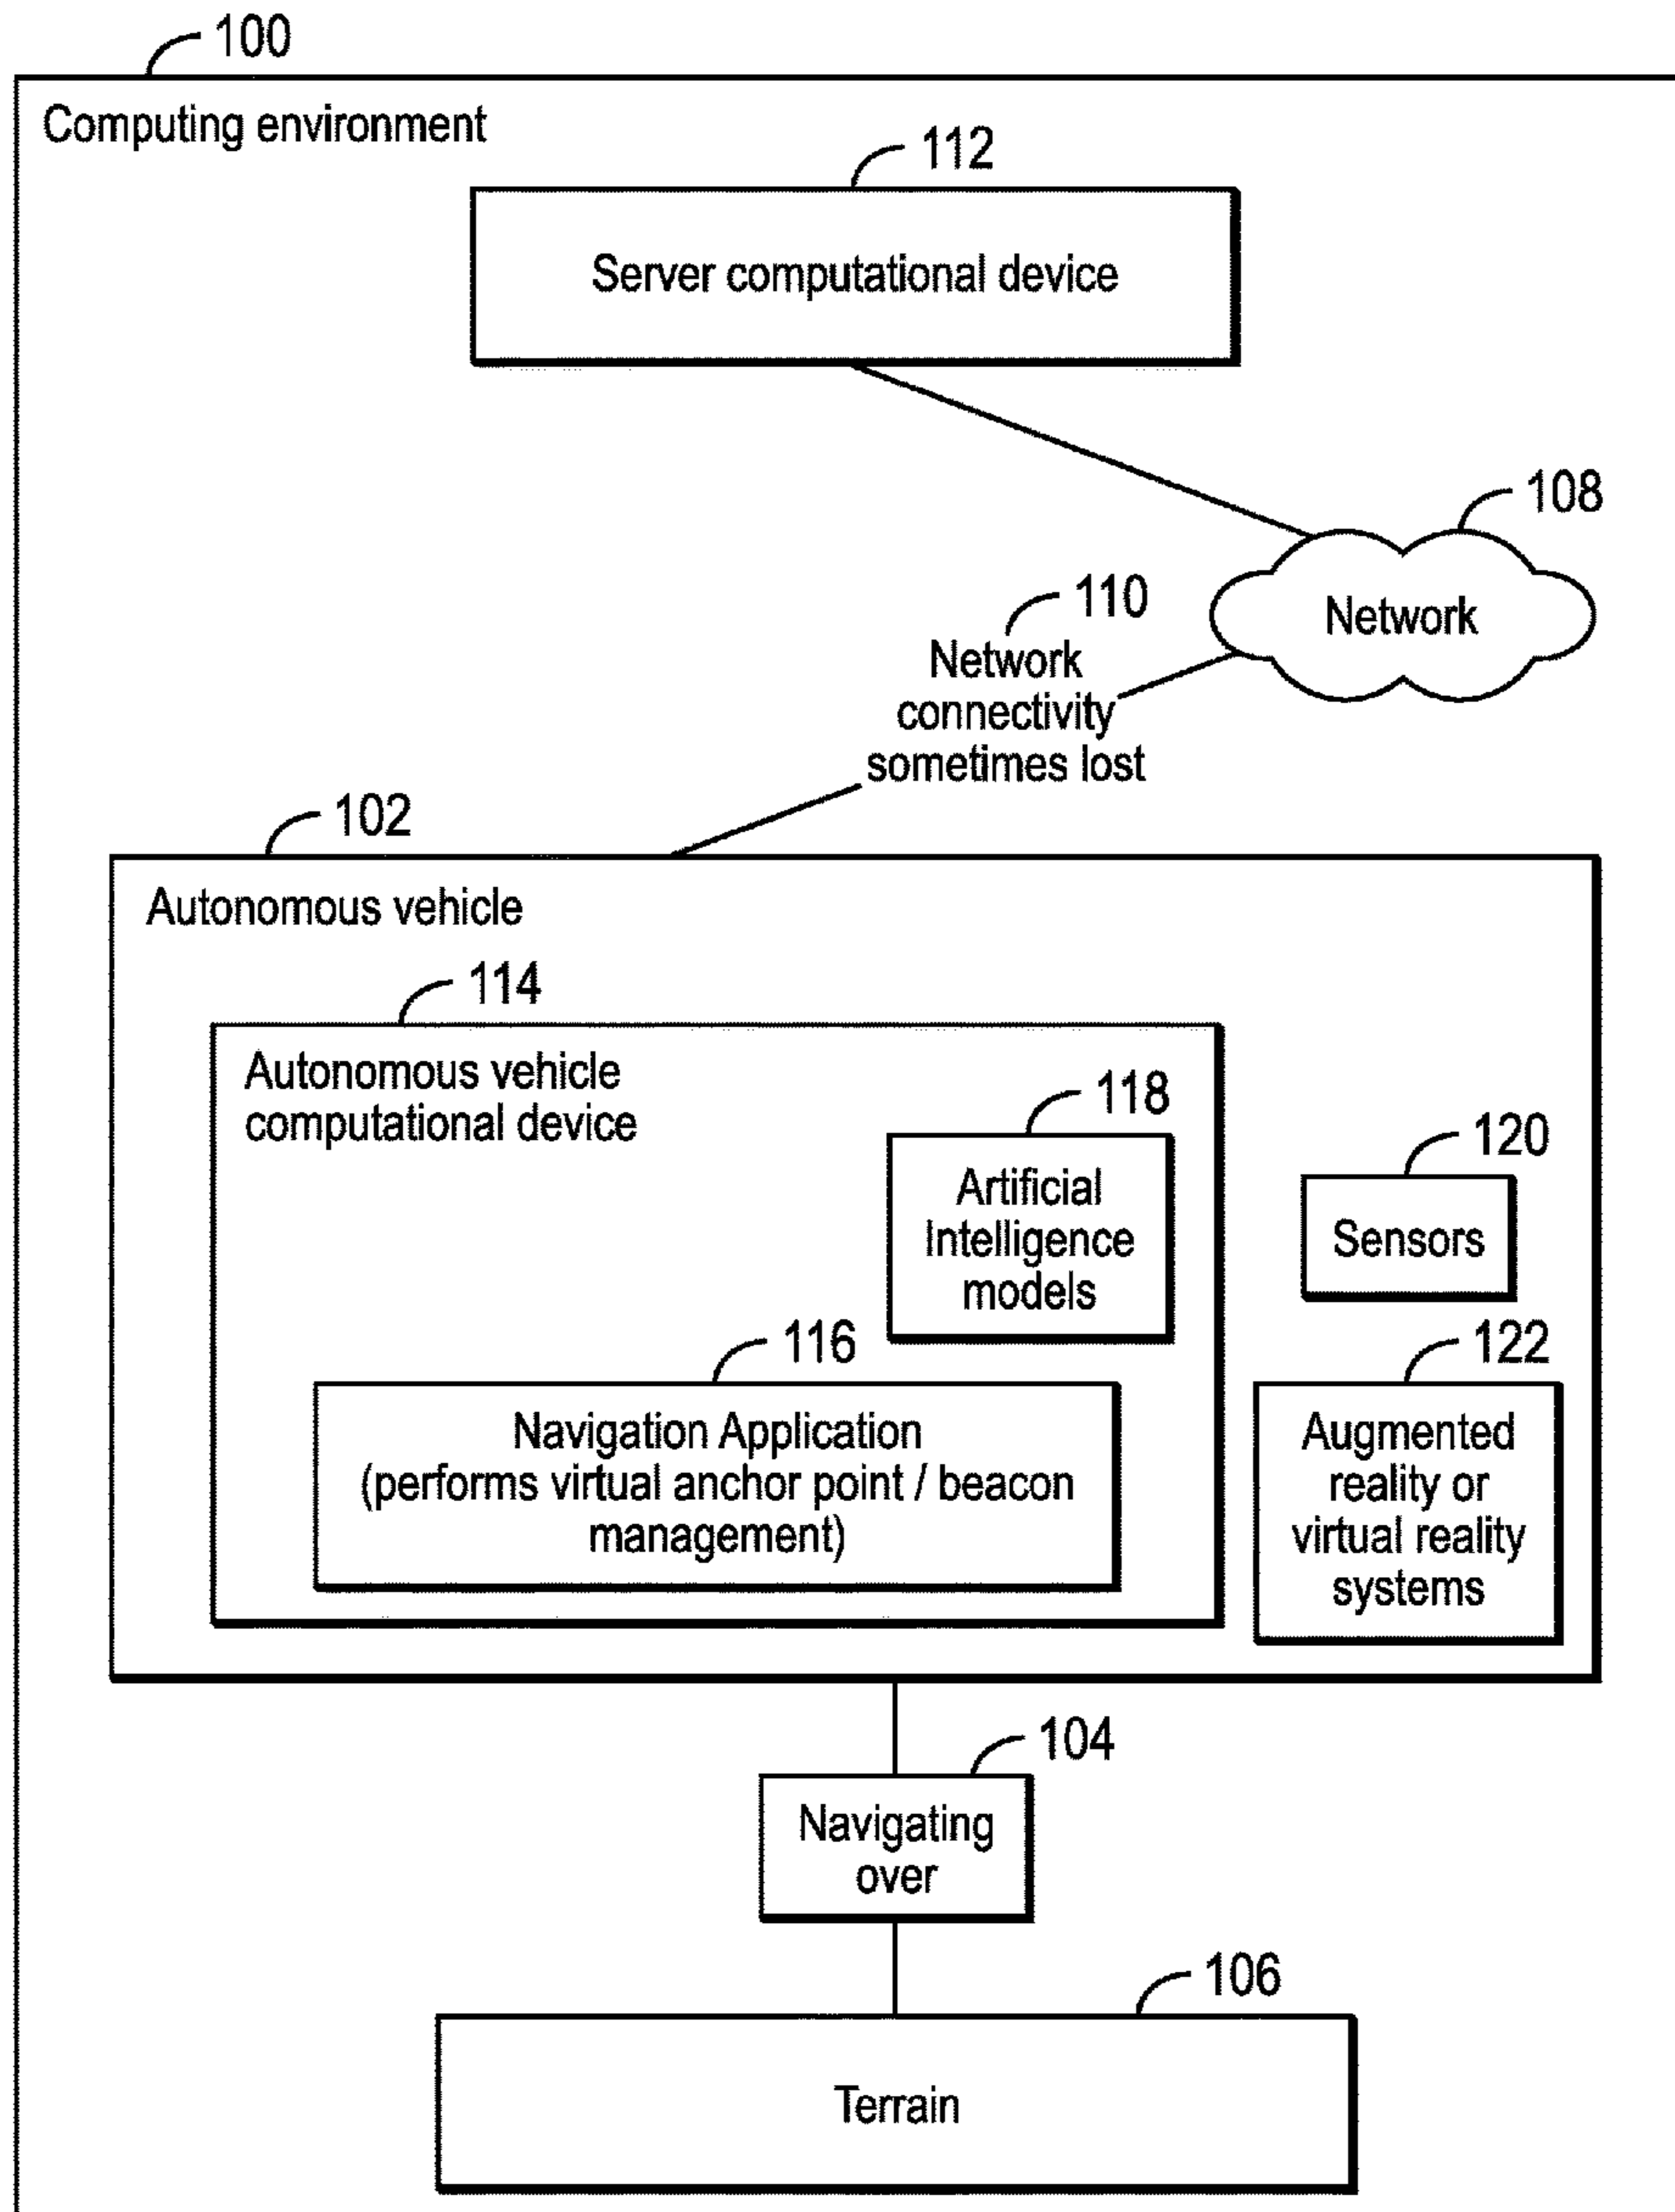 100
Computing environment
112
Server computational device
108
Network
110
Network
connectivity
sometimes lost
102
Autonomous vehicle
114
Autonomous vehicle
computational device
118
Artificial
Intelligence
models
120
Sensors
116
Navigation Application
(performs virtual anchor point / beacon
management)
122
Augmented
reality or
virtual reality
systems
104
Navigating
over
106
Terrain